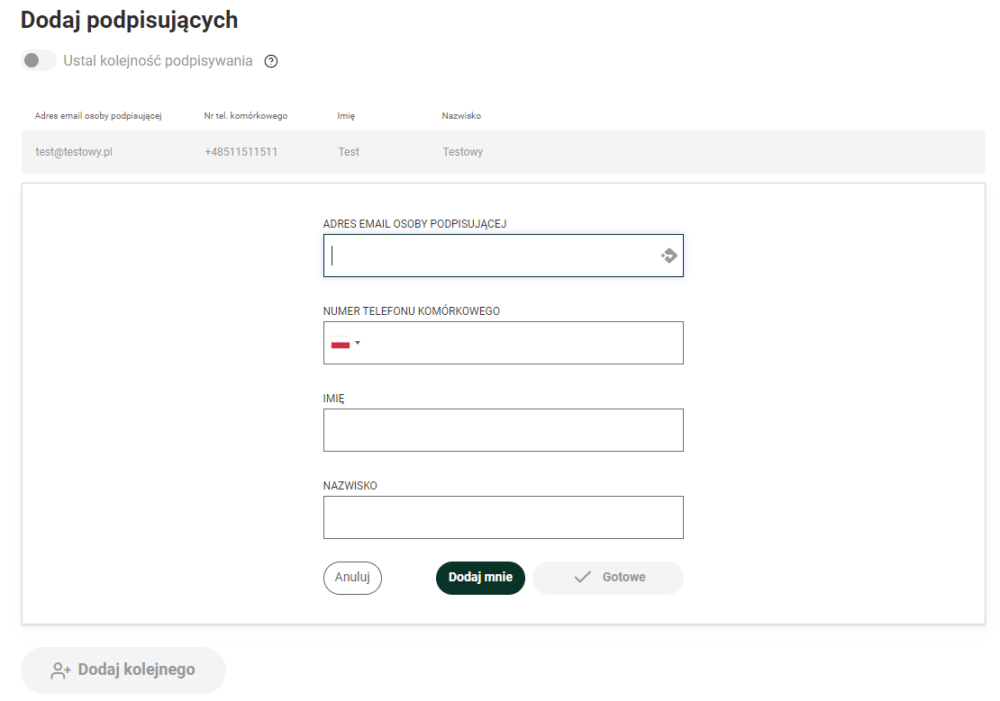 Dodaj podpisujących
Ustal kolejność podpisywania ?
Adres email osoby podpisującej Nr tel. komórkowego Imię Nazwisko
test@testowy.pl +48511511511 Test Testowy
ADRES EMAIL OSOBY PODPISUJĄCEJ
NUMER TELEFONU KOMÓRKOWEGO
IMIĘ
NAZWISKO
Anuluj Dodaj mnie Gotowe
Dodaj kolejnego